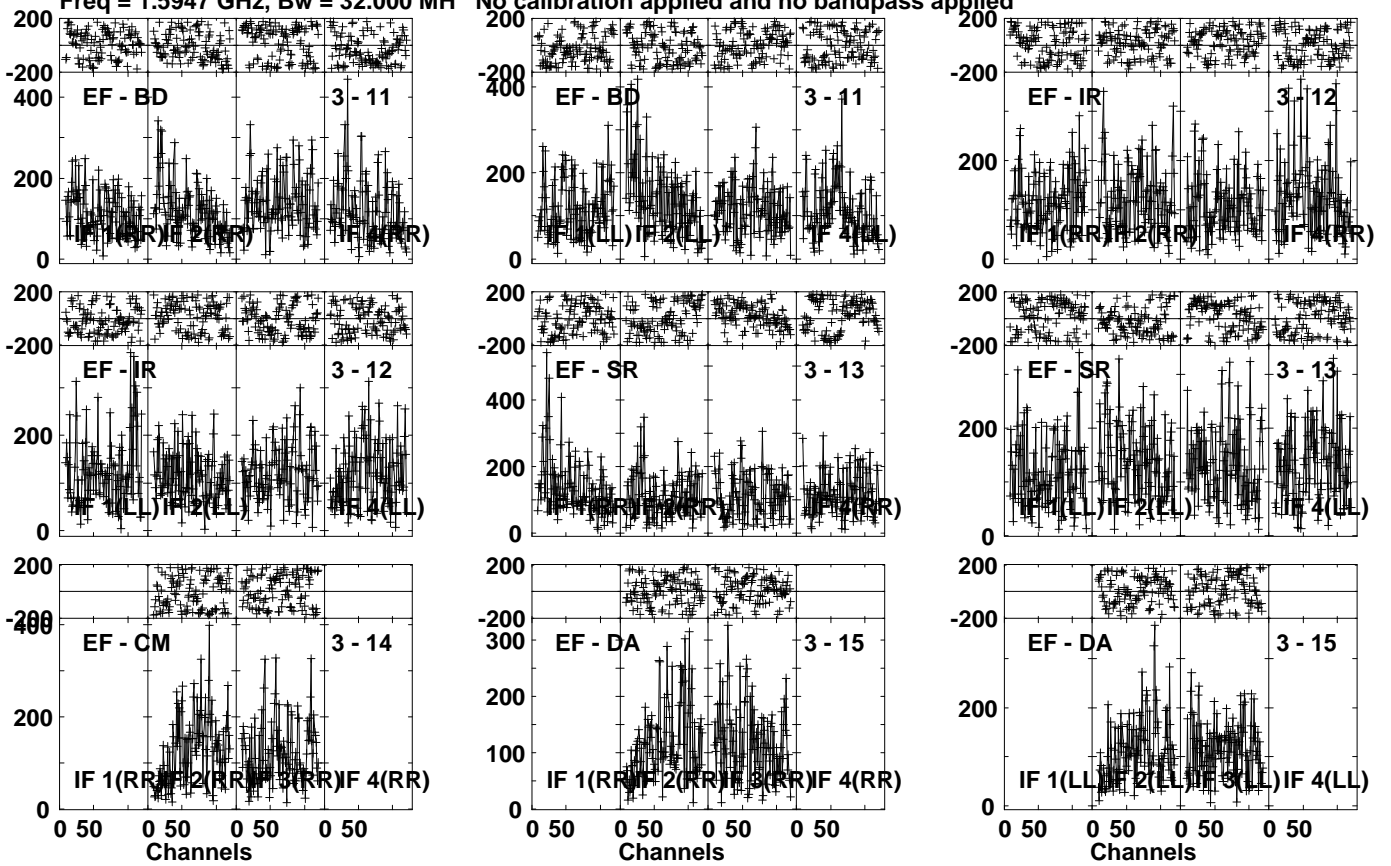 Freq = 1.5947 GHz, Bw = 32.000 MH No calibration applied and no bandpass applied
200
-200
400
200
0
EF - BD
3 - 11
IF 1(RR)
IF 2(RR)
IF 4(RR)
200
-200
400
200
0
EF - BD
3 - 11
IF 1(LL)
IF 2(LL)
IF 4(LL)
200
-200
200
0
EF - IR
3 - 12
IF 1(RR)
IF 2(RR)
IF 4(RR)
200
-200
200
0
EF - IR
3 - 12
IF 1(LL)
IF 2(LL)
IF 4(LL)
200
-200
400
200
0
EF - SR
3 - 13
IF 1(RR)
IF 2(RR)
IF 4(RR)
200
-200
200
0
EF - SR
3 - 13
IF 1(LL)
IF 2(LL)
IF 4(LL)
200
-200
400
200
0
EF - CM
3 - 14
IF 1(RR)
IF 2(RR)
IF 3(RR)
IF 4(RR)
0 50
0 50
0 50
0 50
Channels
200
-200
300
200
100
0
EF - DA
3 - 15
IF 1(RR)
IF 2(RR)
IF 3(RR)
IF 4(RR)
0 50
0 50
0 50
0 50
Channels
200
-200
200
0
EF - DA
3 - 15
IF 1(LL)
IF 2(LL)
IF 3(LL)
IF 4(LL)
0 50
0 50
0 50
0 50
Channels